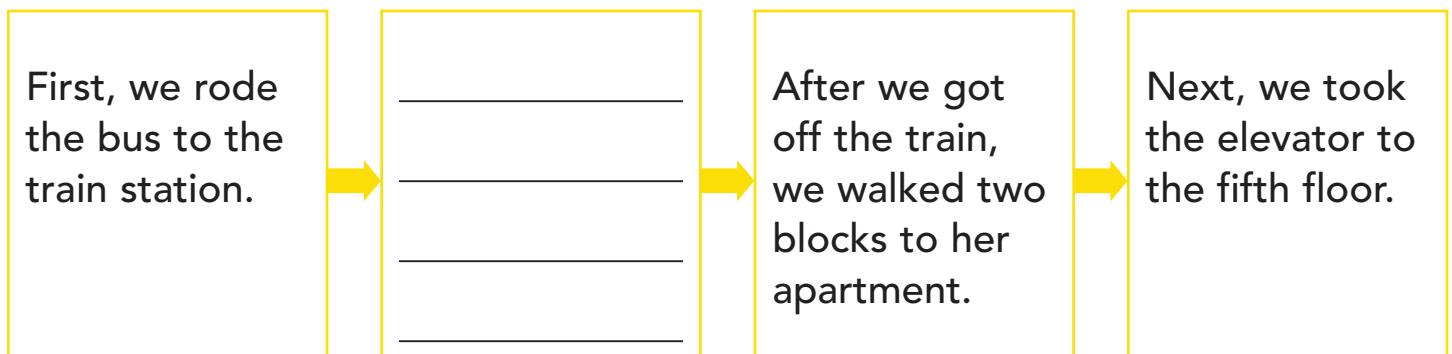 First, we rode
the bus to the
train station.
After we got
off the train,
we walked two
blocks to her
apartment.
Next, we took
the elevator to
the fifth floor.